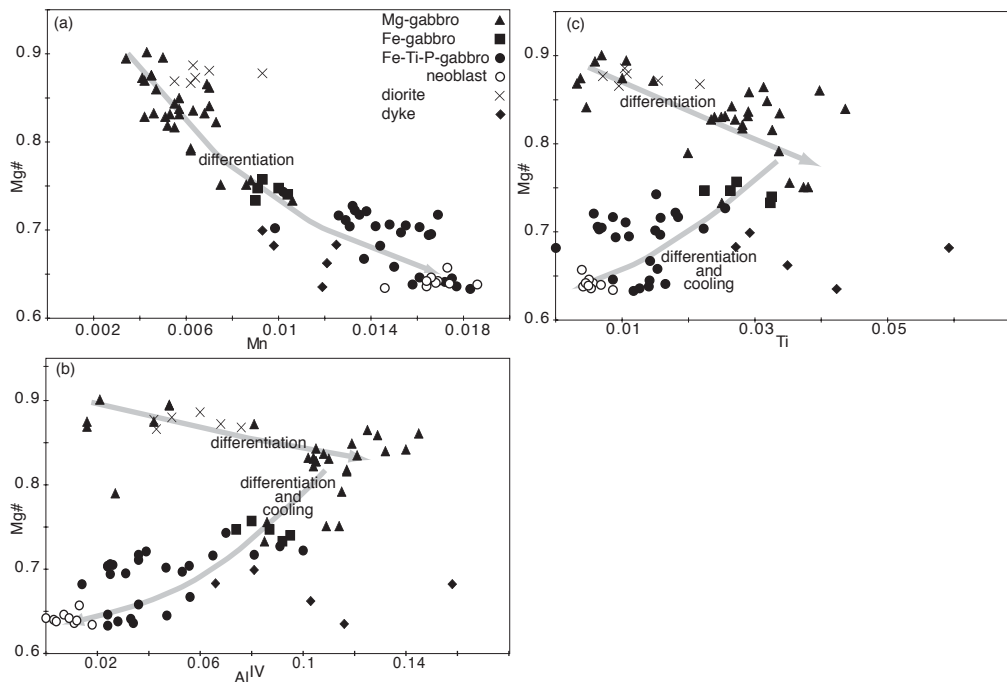 (a)
Mg-gabbro
Fe-gabbro
Fe-Ti-P-gabbro
neoblast
diorite
dyke
0.9
0.8
0.7
0.6
Mg#
differentiation
0.002 0.006 0.01 0.014 0.018
Mn
(c)
0.9
0.8
0.7
0.6
Mg#
differentiation
differentiation
and
cooling
0.01 0.03 0.05
Ti
(b)
0.9
0.8
0.7
0.6
Mg#
differentiation
differentiation
and
cooling
0.02 0.06 0.1 0.14
Al IV